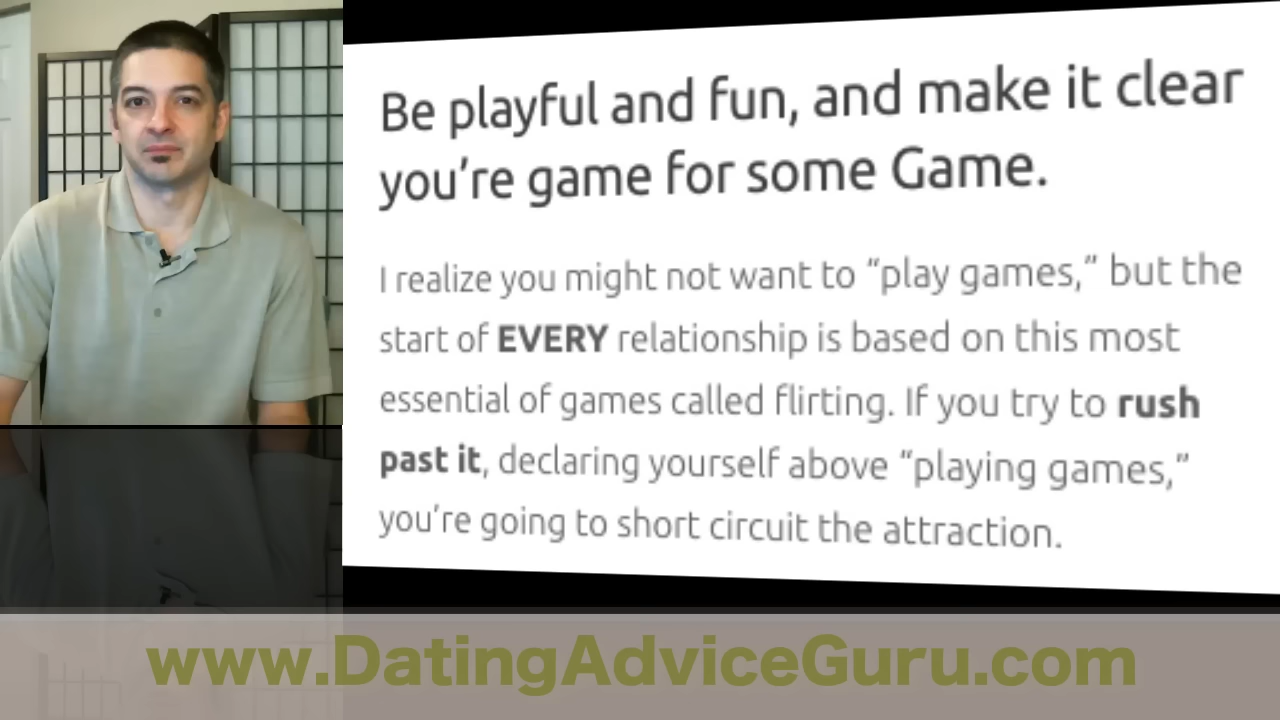 Be playful and fun, and make it clear
you’re game for some Game.
I realize you might not want to “play games,” but the
start of EVERY relationship is based on this most
essential of games called flirting. If you try to rush
past it, declaring yourself above “playing games,”
you’re going to short circuit the attraction.
www.DatingAdviceGuru.com